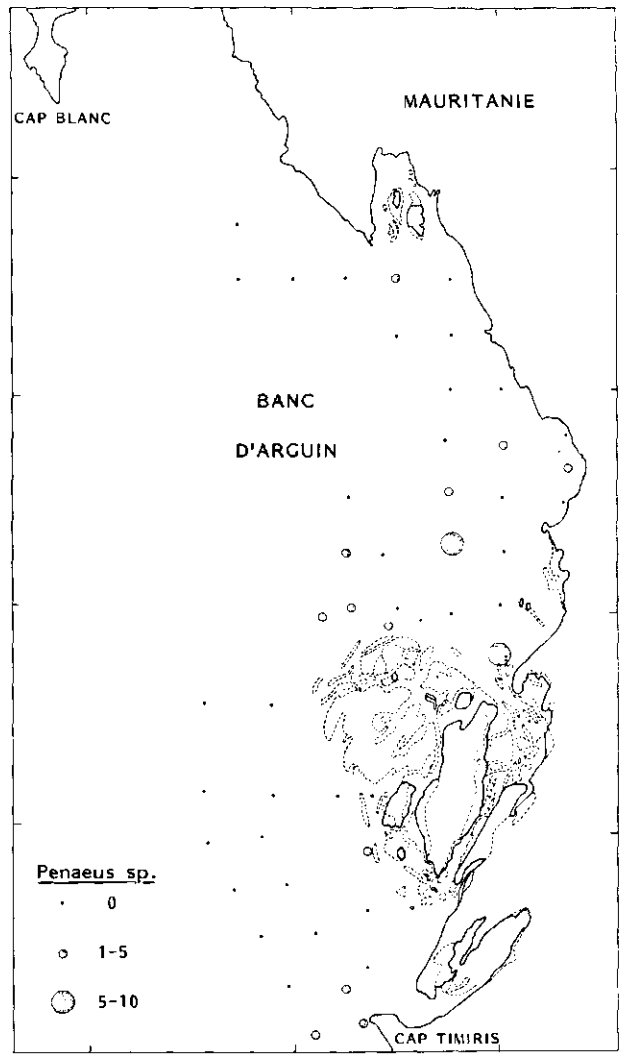 MAURITANIE
CAP BLANC
BANC
D'ARGUIN
Penaeus sp.
0
1-5
5-10
CAP TIMIRIS